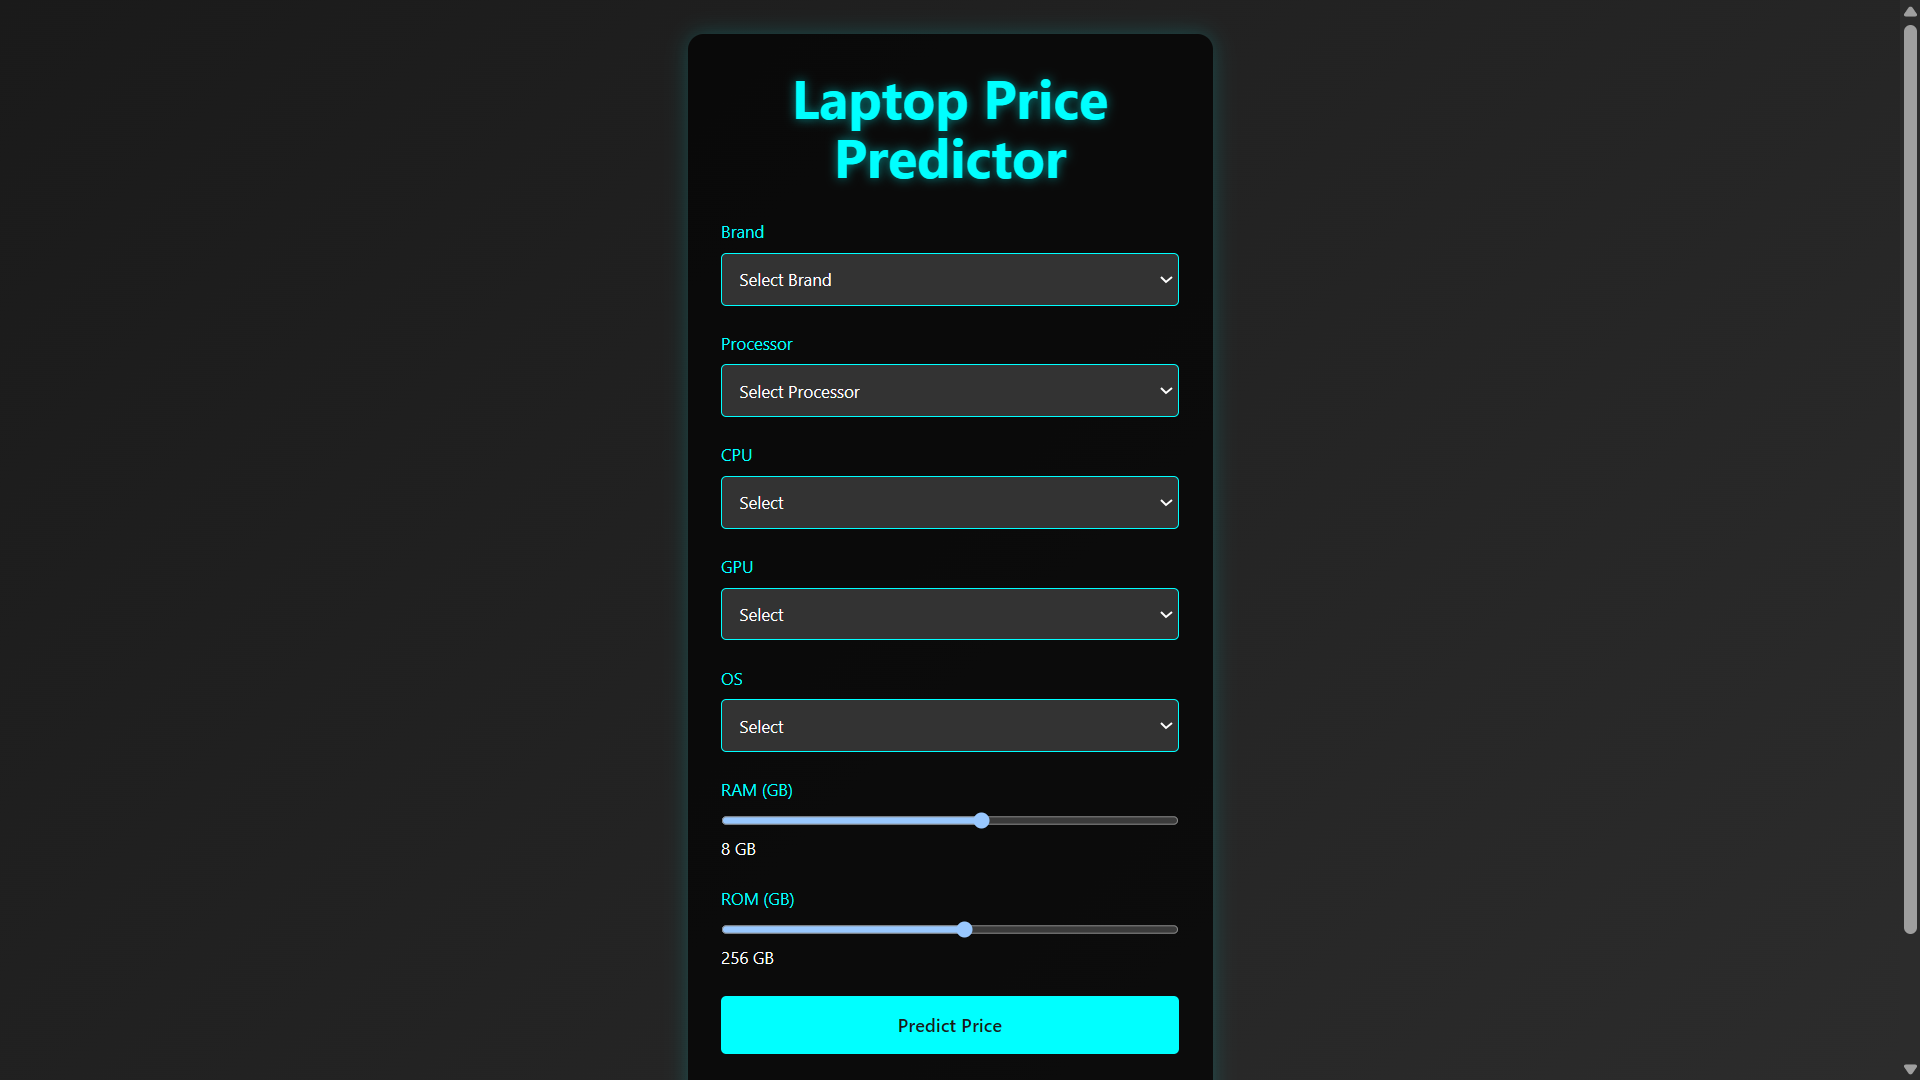 Laptop Price
Predictor
Brand
Select Brand
Processor
Select Processor
CPU
Select
GPU
Select
OS
Select
RAM (GB)
8 GB
ROM (GB)
256 GB
Predict Price